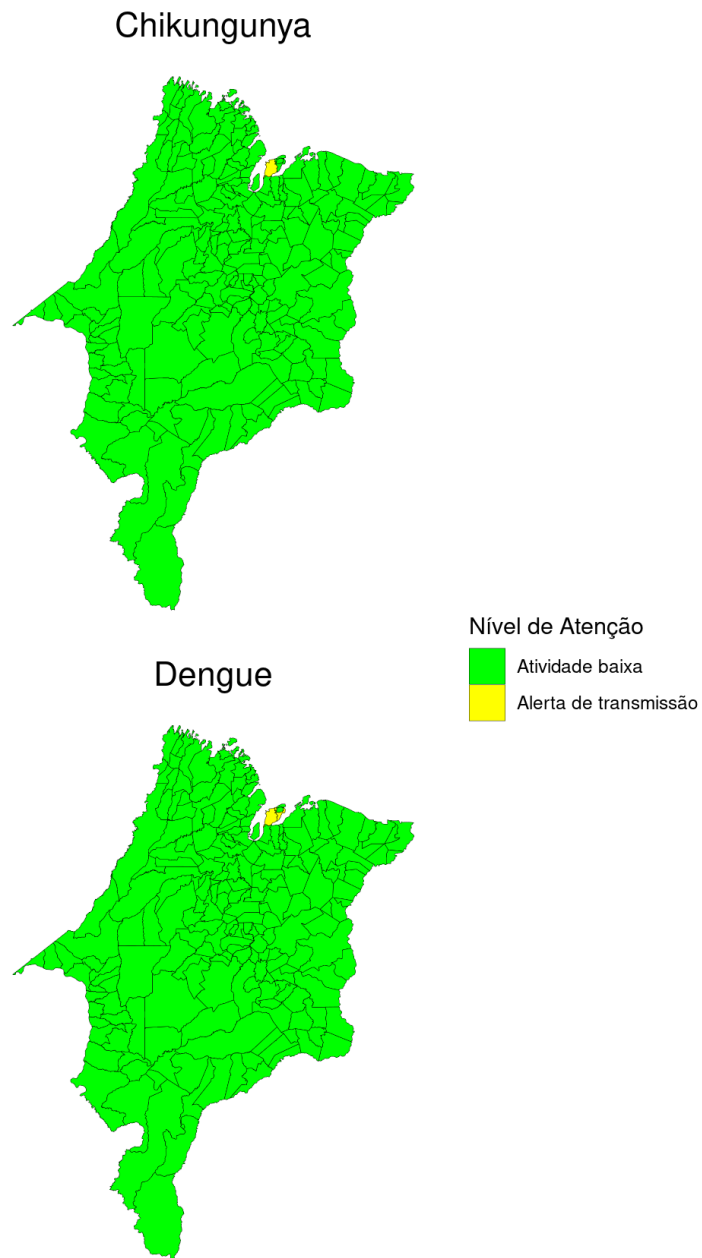 Chikungunya
Nível de Atenção
Atividade baixa
Alerta de transmissão
Dengue